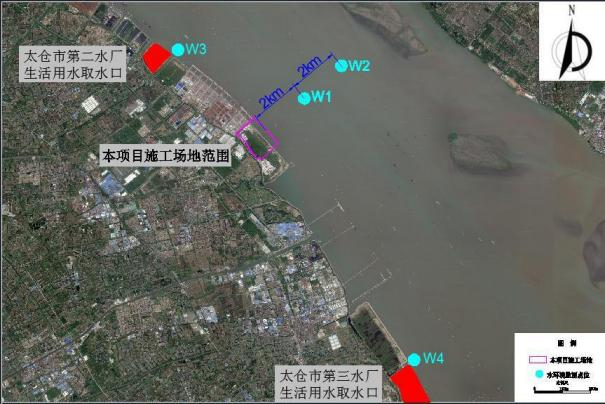 N
太仓市第二水厂
生活用水取水口
W3
2km
2km
W2
W1
本项目施工场地范围
图 例
本项目施工场地
水环境监测点位
W4
太仓市第三水厂
生活用水取水口